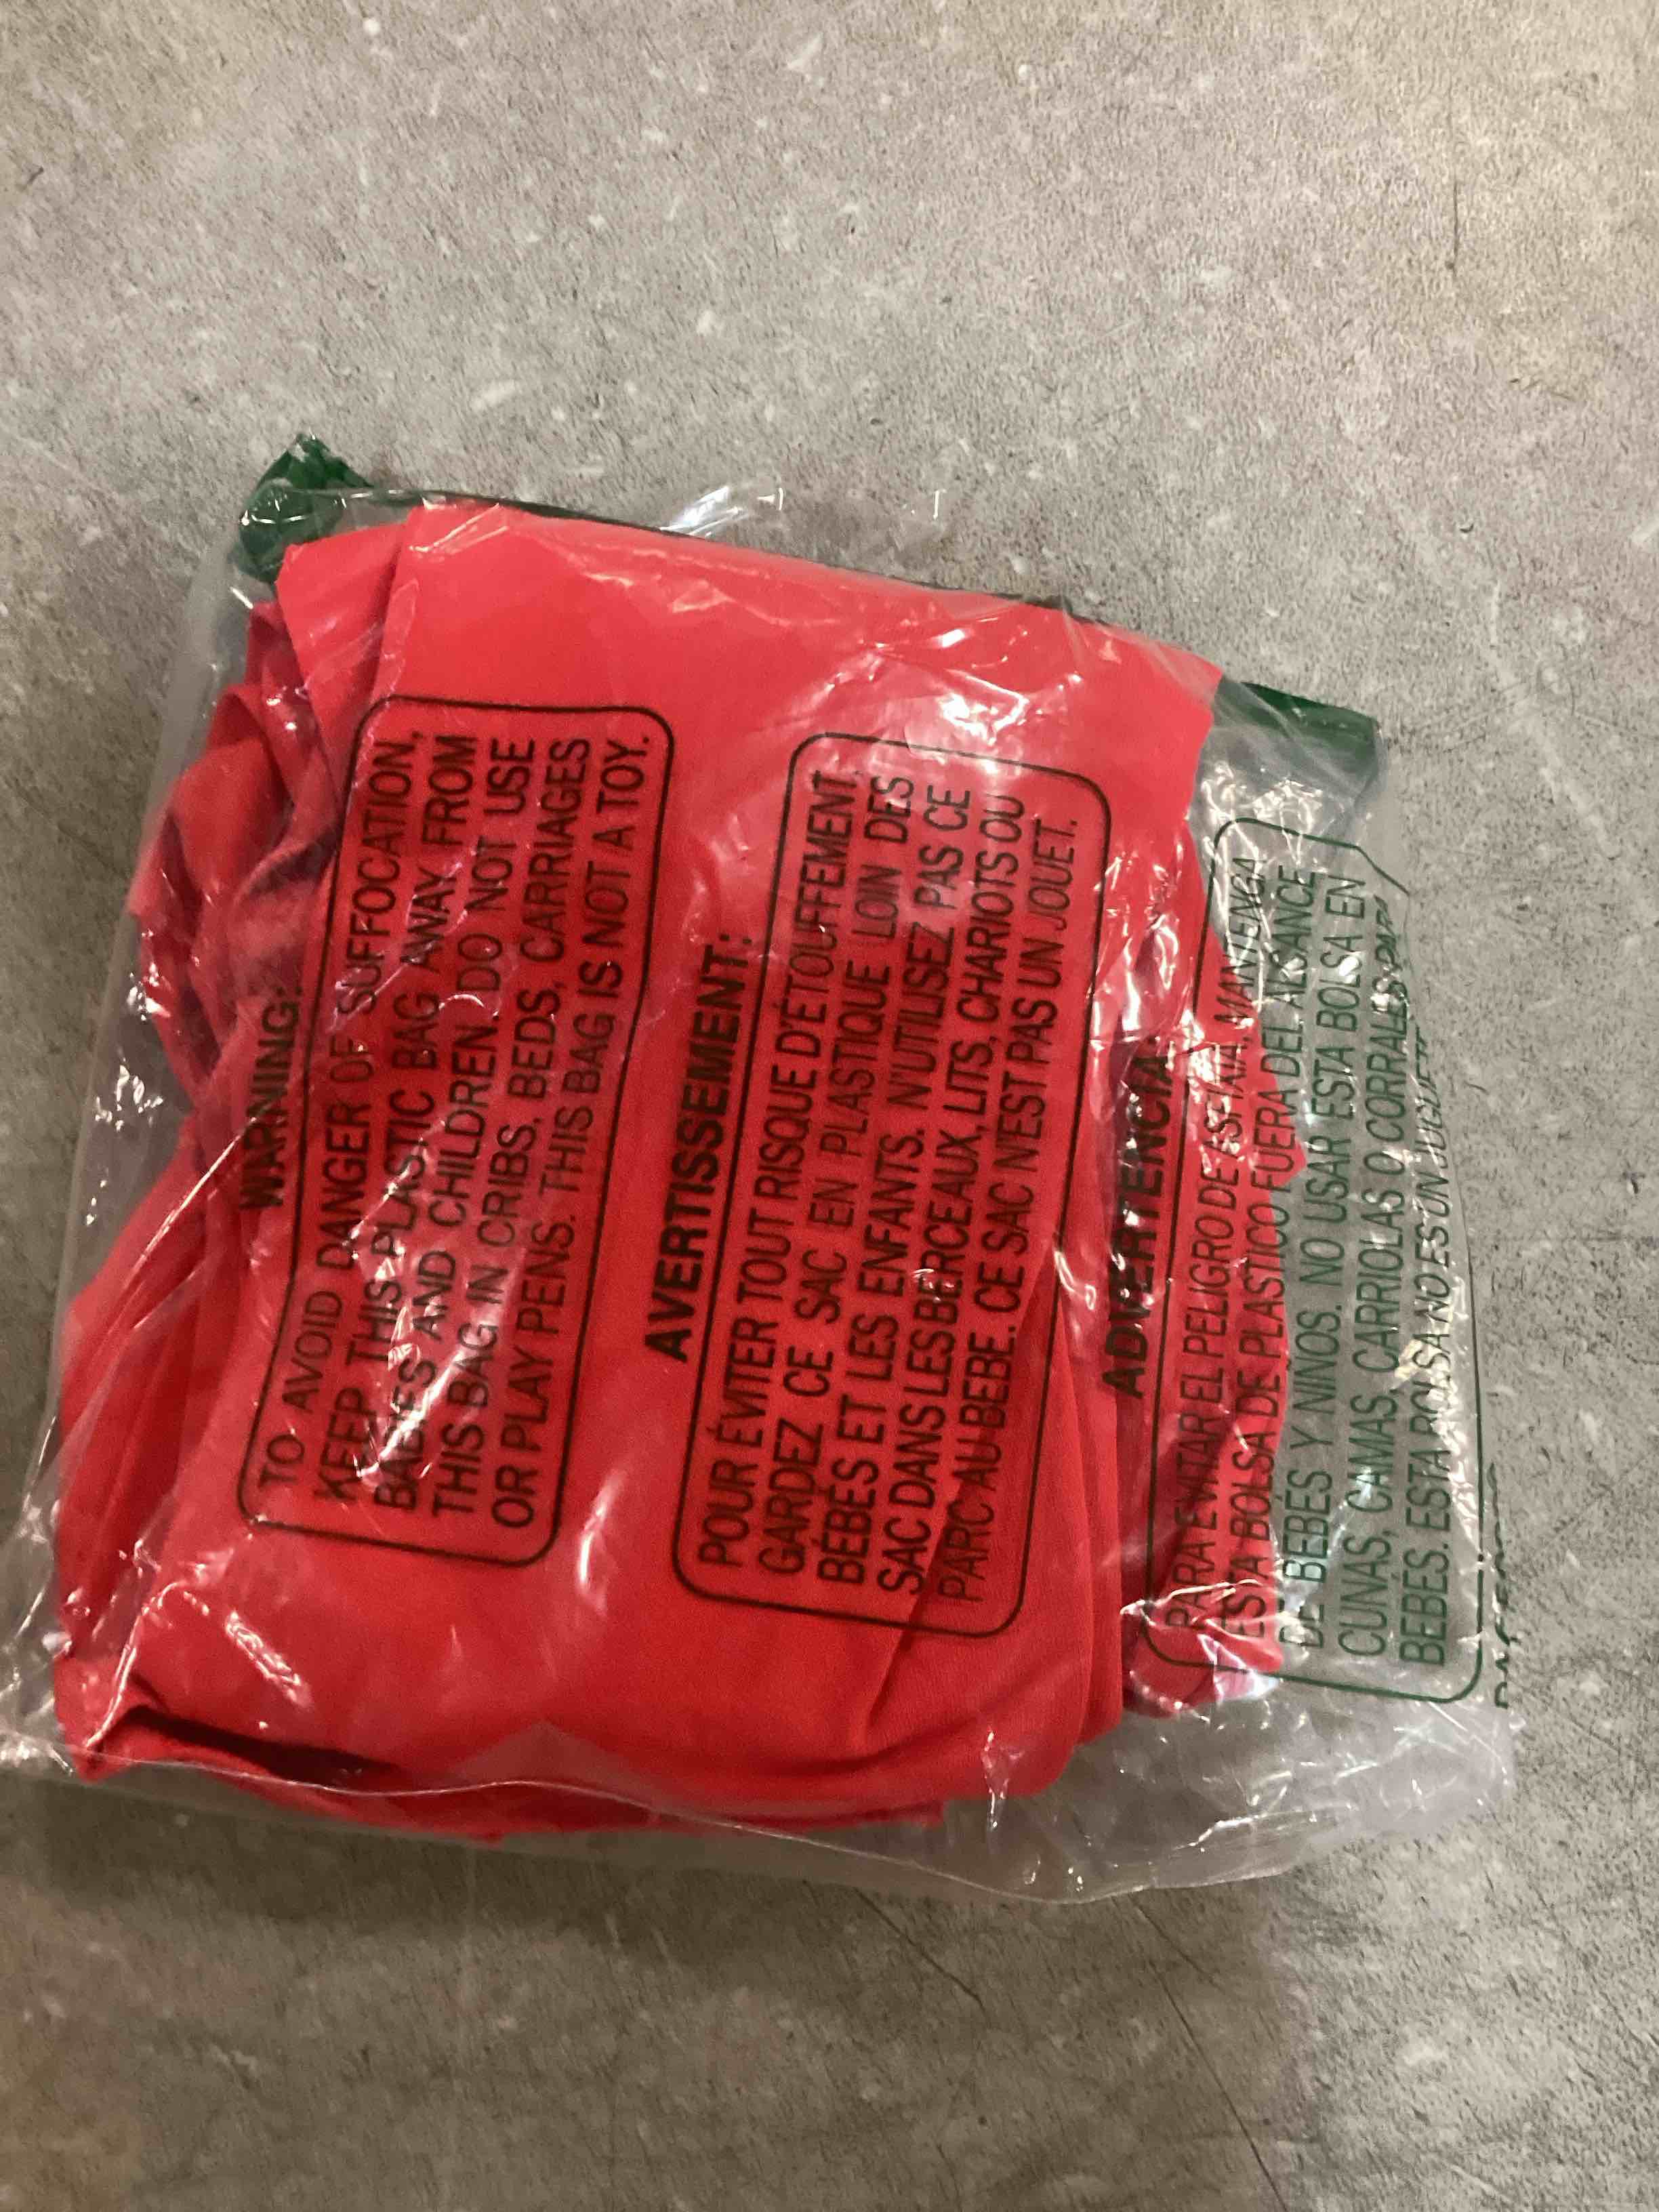 WARNING:
TO AVOID DANGER OF SUFFOCATION,
KEEP THIS PLASTIC BAG AWAY FROM
BABIES AND CHILDREN. DO NOT USE
THIS BAG IN CRIBS, BEDS, CARRIAGES
OR PLAY PENS. THIS BAG IS NOT A TOY.
AVERTISSEMENT:
POUR ÉVITER TOUT RISQUE D'ÉTOUFFEMENT,
GARDEZ CE SAC EN PLASTIQUE LOIN DES
BÉBÉS ET LES ENFANTS. N'UTILISEZ PAS CE
SAC DANS LES BERCEAUX, LITS, CHARIOTS OU
PARC AU BEBE. CE SAC N'EST PAS UN JOUET.
ADVERTENCIA:
PARA EVITAR EL PELIGRO DE ASFIXIA, MANTENGA
ESTA BOLSA DE PLASTICO FUERA DEL ALSANCE
DE BEBÉS Y NIÑOS. NO USAR ESTA BOLSA EN
CUNAS, CAMAS, CARRIOLAS O CORRALES PARA
BEBES. ESTA BOLSA NO ES UN JUGUETE